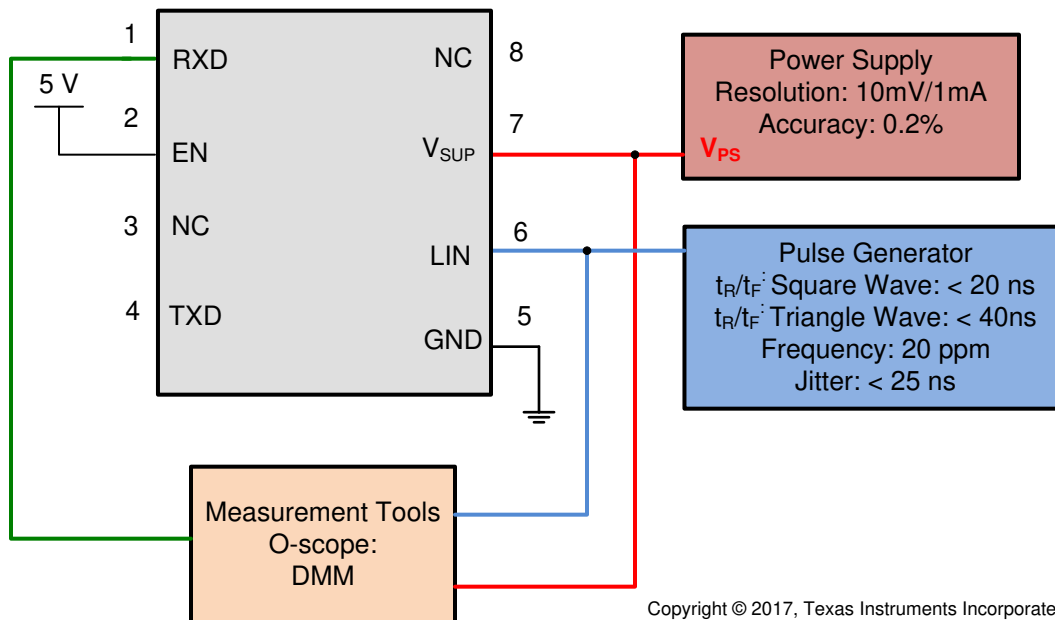 1
RXD
5 V
2
EN
3
NC
4
TXD
NC
8
7
VSUP
6
LIN
5
GND
Power Supply
Resolution: 10mV/1mA
Accuracy: 0.2%
VPS
Pulse Generator
tR/tF: Square Wave: < 20 ns
tR/tF: Triangle Wave: < 40ns
Frequency: 20 ppm
Jitter: < 25 ns
Measurement Tools
O-scope:
DMM
Copyright © 2017, Texas Instruments Incorporate